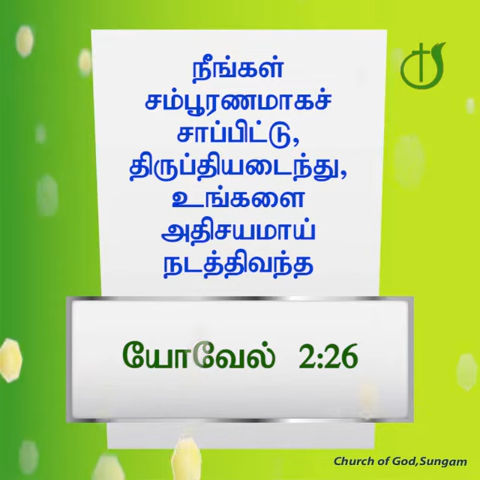 நீங்கள்
சம்பூரணமாகச்
சாப்பிட்டு,
திருப்தியடைந்து,
உங்களை
அதிசயமாய்
நடத்திவந்த
யோவேல் 2:26
Church of God,Sungam